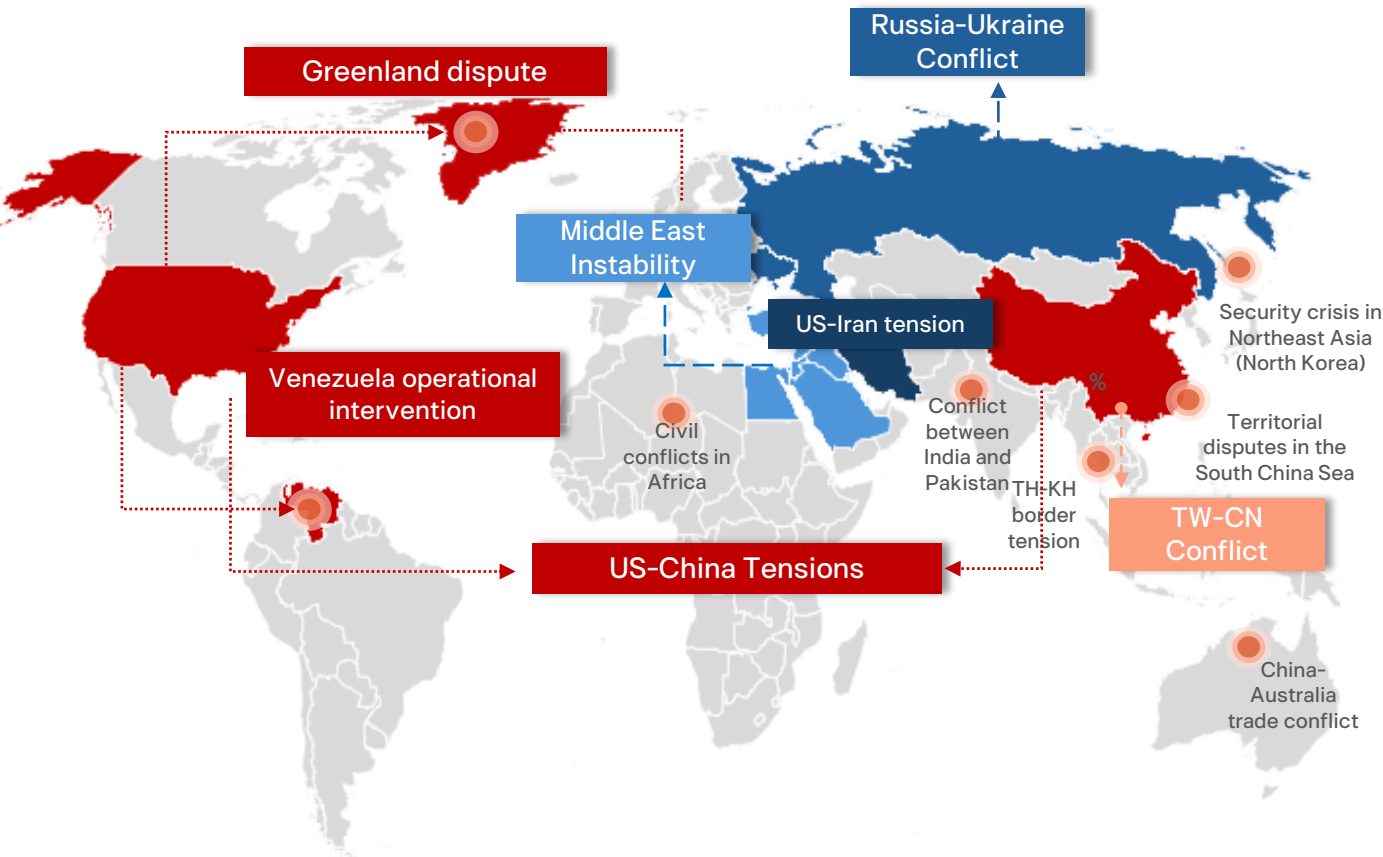 Russia-Ukraine
Conflict
Greenland dispute
Middle East
Instability
US-Iran tension
Security crisis in
Northeast Asia
(North Korea)
Venezuela operational
intervention
%
Conflict
between
India and
Pakistan
Civil
conflicts in
Africa
Territorial
disputes in the
South China Sea
TH-KH
border
tension
TW-CN
Conflict
US-China Tensions
China-
Australia
trade conflict